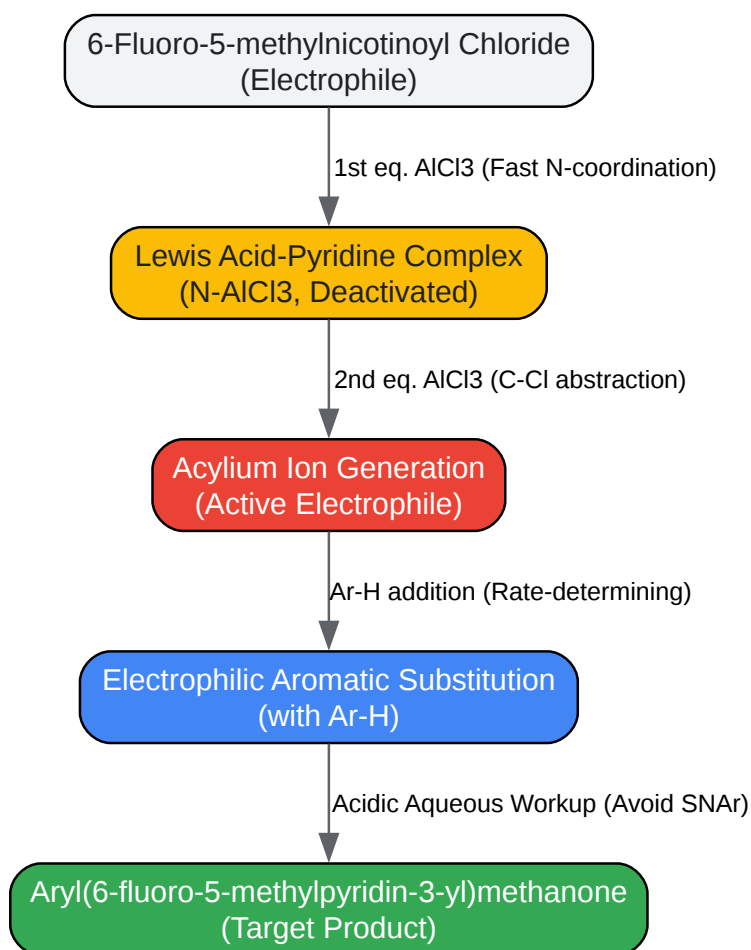 6-Fluoro-5-methylnicotinoyl Chloride
(Electrophile)
1st eq. AlCl3 (Fast N-coordination)
Lewis Acid-Pyridine Complex
(N-AlCl3, Deactivated)
2nd eq. AlCl3 (C-Cl abstraction)
Acylium Ion Generation
(Active Electrophile)
Ar-H addition (Rate-determining)
Electrophilic Aromatic Substitution
(with Ar-H)
Acidic Aqueous Workup (Avoid SNAr)
Aryl(6-fluoro-5-methylpyridin-3-yl)methanone
(Target Product)